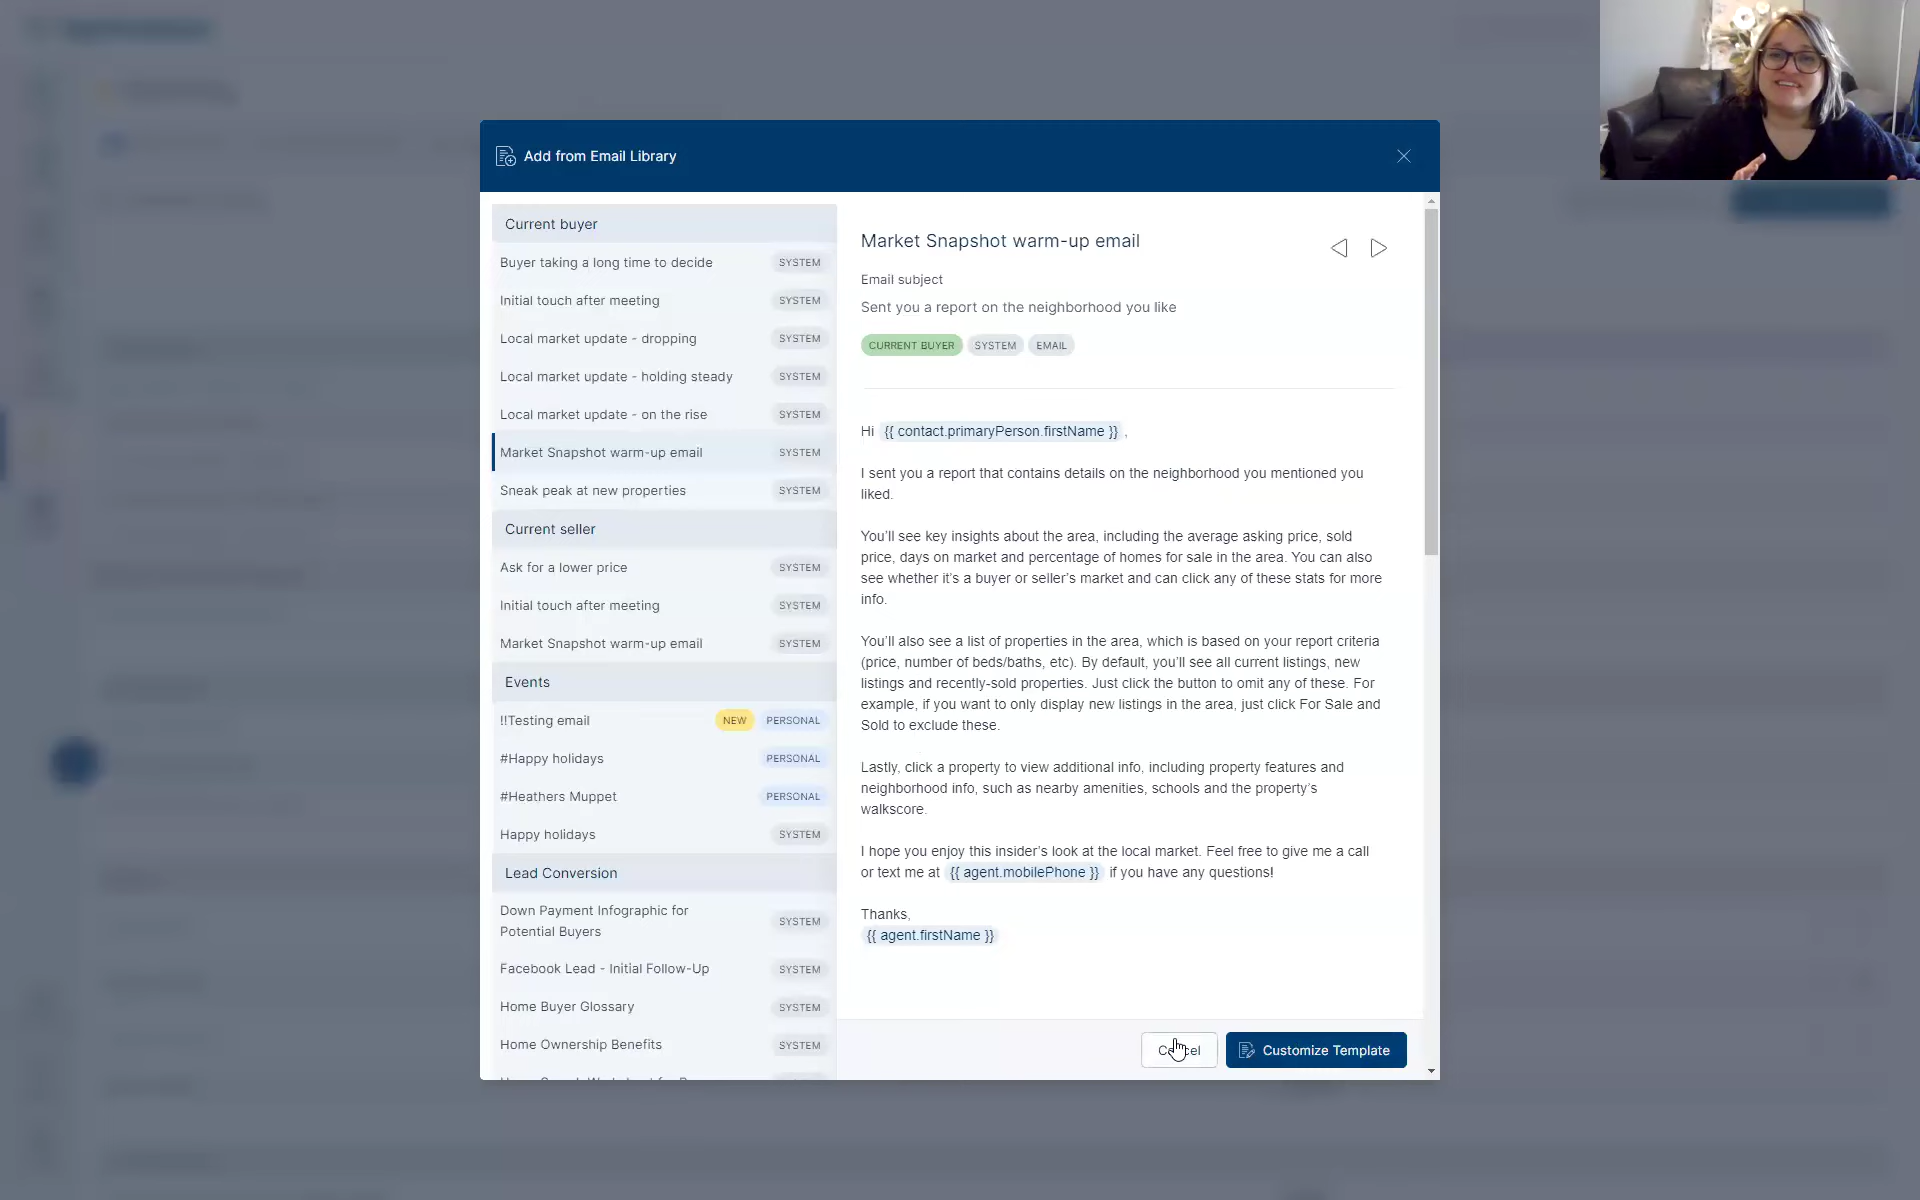 Add from Email Library
Current buyer
Buyer taking a long time to decide SYSTEM
Initial touch after meeting SYSTEM
Local market update - dropping SYSTEM
Local market update - holding steady SYSTEM
Local market update - on the rise SYSTEM
Market Snapshot warm-up email SYSTEM
Sneak peak at new properties SYSTEM
Current seller
Ask for a lower price SYSTEM
Initial touch after meeting SYSTEM
Market Snapshot warm-up email SYSTEM
Events
!!Testing email NEW PERSONAL
#Happy holidays PERSONAL
#Heathers Muppet PERSONAL
Happy holidays SYSTEM
Lead Conversion
Down Payment Infographic for
Potential Buyers SYSTEM
Facebook Lead - Initial Follow-Up SYSTEM
Home Buyer Glossary SYSTEM
Home Ownership Benefits SYSTEM
Market Snapshot warm-up email
Email subject
Sent you a report on the neighborhood you like
CURRENT BUYER SYSTEM EMAIL
Hi {{ contact.primaryPerson.firstName }} ,
I sent you a report that contains details on the neighborhood you mentioned you
liked.
You’ll see key insights about the area, including the average asking price, sold
price, days on market and percentage of homes for sale in the area. You can also
see whether it’s a buyer or seller’s market and can click any of these stats for more
info.
You’ll also see a list of properties in the area, which is based on your report criteria
(price, number of beds/baths, etc). By default, you’ll see all current listings, new
listings and recently-sold properties. Just click the button to omit any of these. For
example, if you want to only display new listings in the area, just click For Sale and
Sold to exclude these.
Lastly, click a property to view additional info, including property features and
neighborhood info, such as nearby amenities, schools and the property’s
walkscore.
I hope you enjoy this insider’s look at the local market. Feel free to give me a call
or text me at {{ agent.mobilePhone }} if you have any questions!
Thanks,
{{ agent.firstName }}
Cancel Customize Template